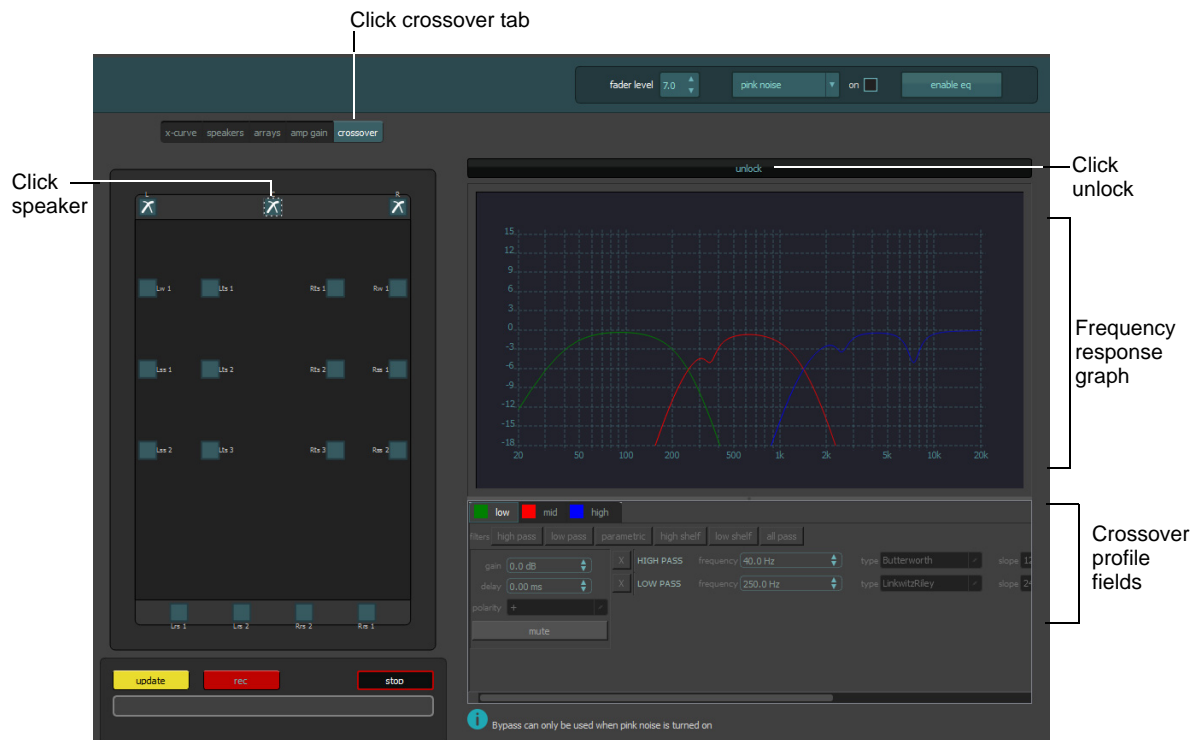 Click crossover tab
fader level 7.0 pink noise on enable eq
x-curve speakers arrays amp gain crossover
unlock
Click unlock
Click speaker
L C R
Lw 1 Lts 1 Rts 1 Rw 1
Lss 1 Lts 2 Rts 2 Rss 1
Lss 2 Lts 3 Rts 3 Rss 2
Lrs 1 Lrs 2 Rrs 2 Rrs 1
15
12
9
6
3
0
-3
-6
-9
-12
-15
-18
20 50 100 200 500 1k 2k 5k 10k 20k
Frequency response graph
low mid high
filters high pass low pass parametric high shelf low shelf all pass
gain 0.0 dB X HIGH PASS frequency 40.0 Hz type Butterworth slope 12
delay 0.00 ms X LOW PASS frequency 250.0 Hz type LinkwitzRiley slope 24
polarity +
mute
Crossover profile fields
update rec stop
Bypass can only be used when pink noise is turned on